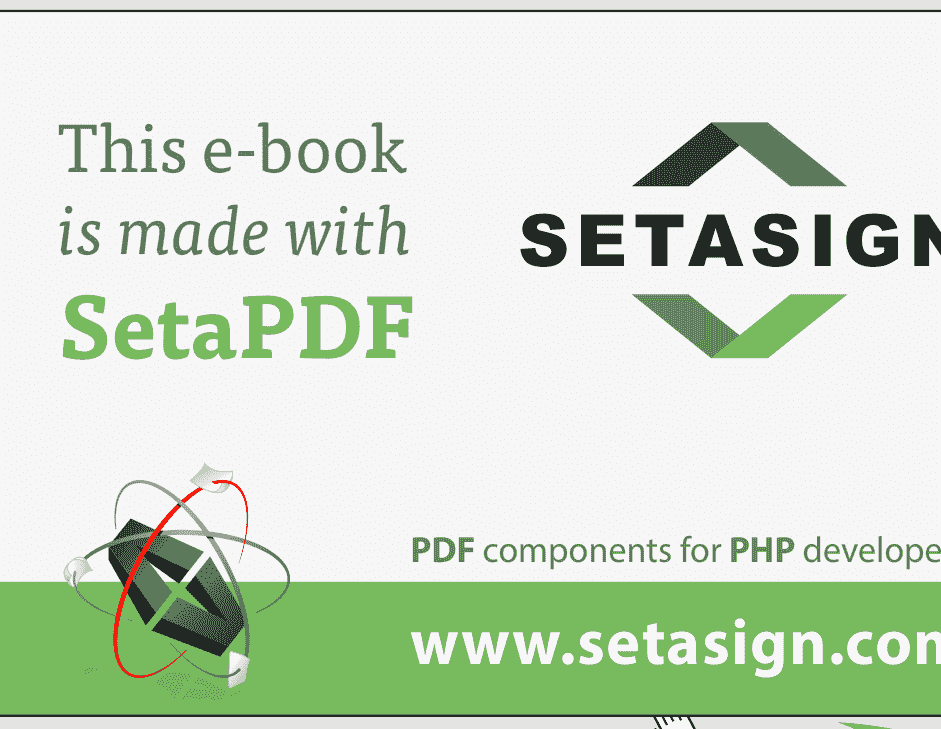 This e-book
is made with
SetaPDF
SETASIGN
PDF components for PHP develope
www.setasign.con